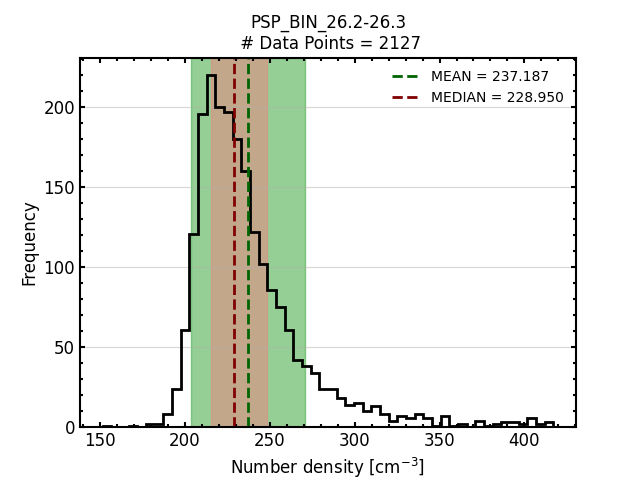 PSP_BIN_26.2-26.3
# Data Points = 2127
MEAN = 237.187
MEDIAN = 228.950
Frequency
200
150
100
50
0
150 200 250 300 350 400
Number density [cm⁻³]